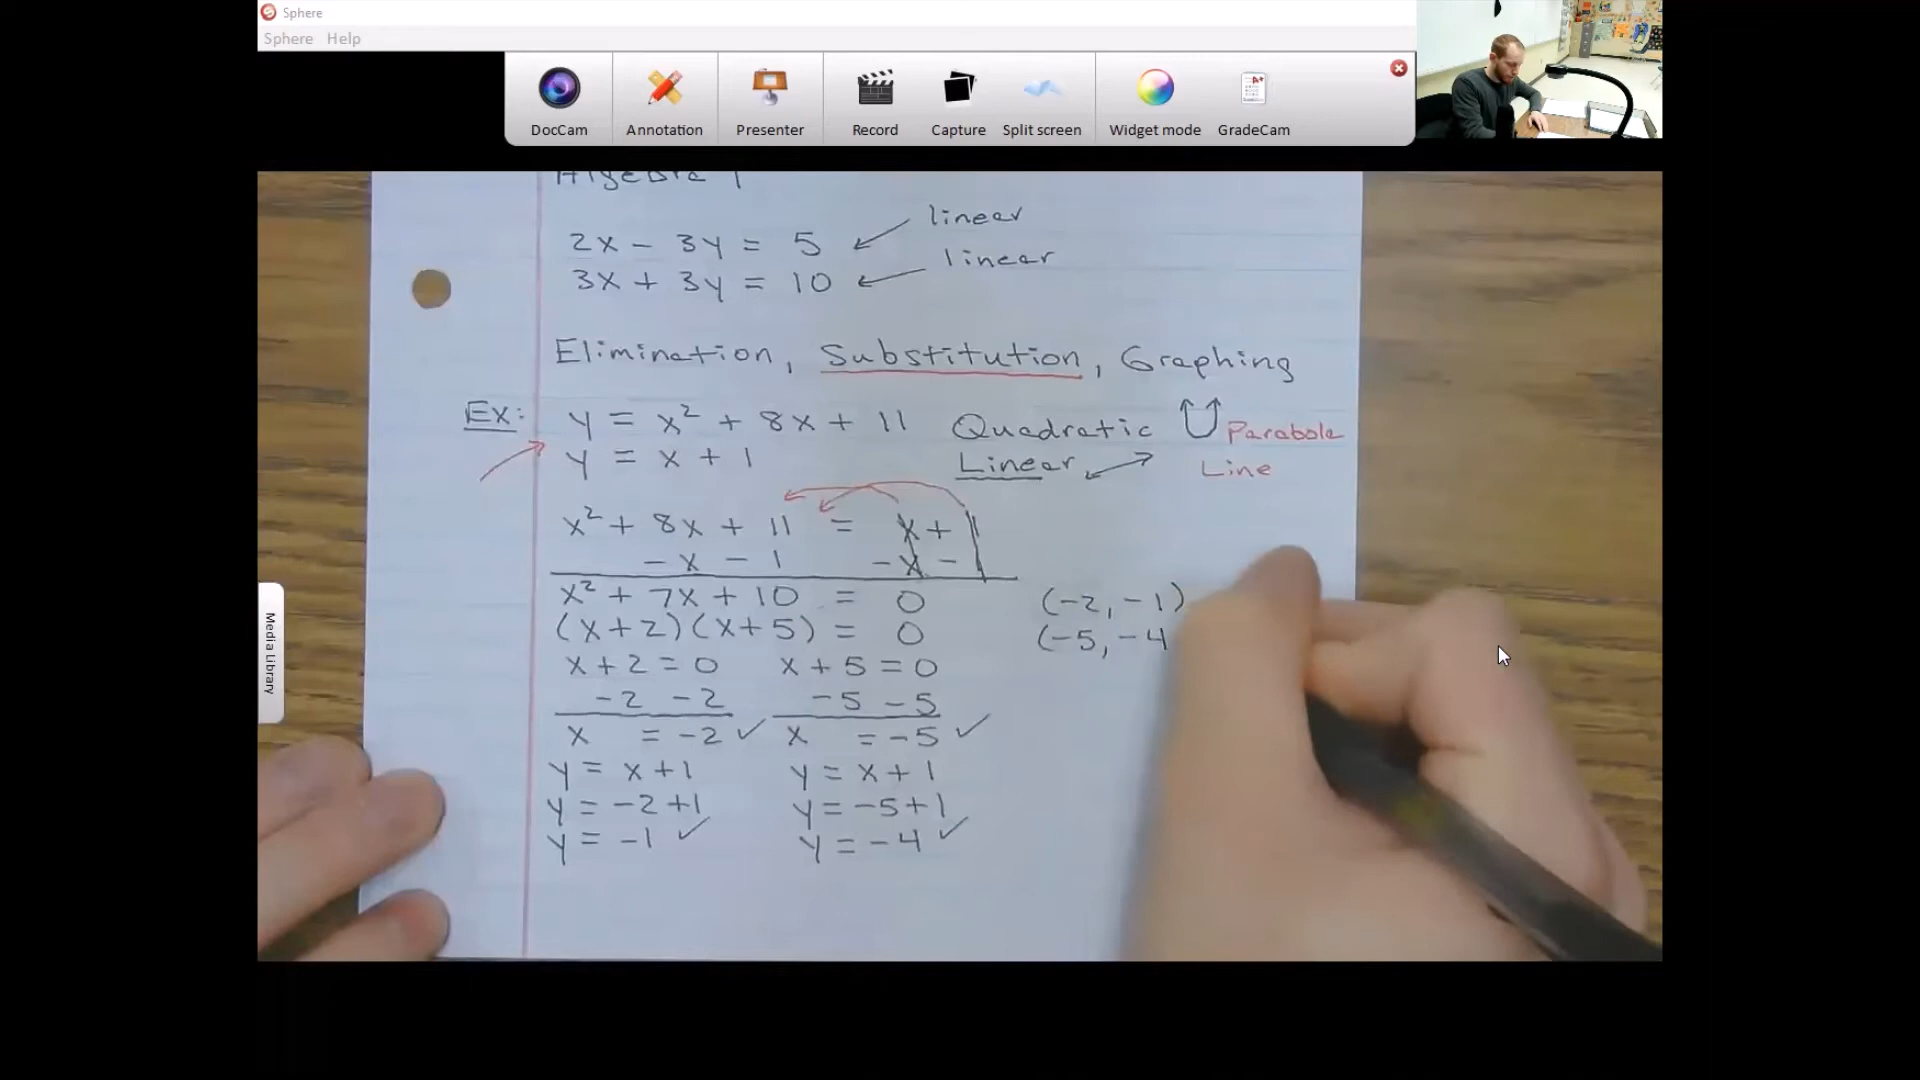 Sphere
Sphere Help
DocCam Annotation Presenter Record Capture Split screen Widget mode GradeCam
Media Library
Algebra 1
2x - 3y = 5 linear
3x + 3y = 10 linear
Elimination, Substitution, Graphing
Ex: y = x² + 8x + 11 Quadratic Parabola
y = x + 1 Linear Line
x² + 8x + 11 = x + 1
- x - 1 - x - 1
x² + 7x + 10 = 0 (-2, -1)
(x+2)(x+5) = 0 (-5, -4
x + 2 = 0 x + 5 = 0
-2 -2 -5 -5
x = -2 ✓ x = -5 ✓
y = x+1 y = x + 1
y = -2+1 y = -5+1
y = -1 ✓ y = -4 ✓